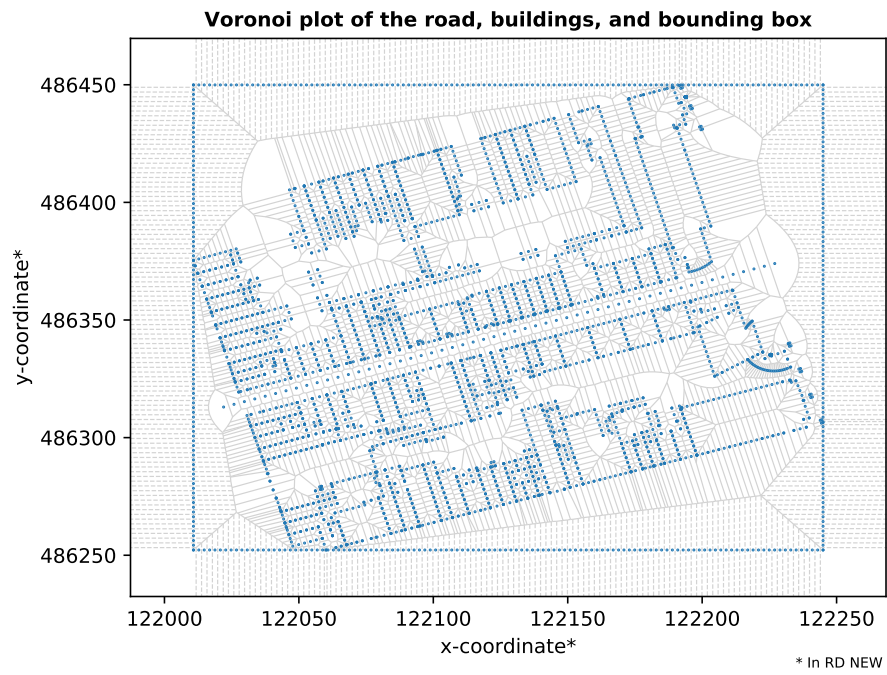 Voronoi plot of the road, buildings, and bounding box
486450
486400
486350
486300
486250
y-coordinate*
122000 122050 122100 122150 122200 122250
x-coordinate*
* In RD NEW